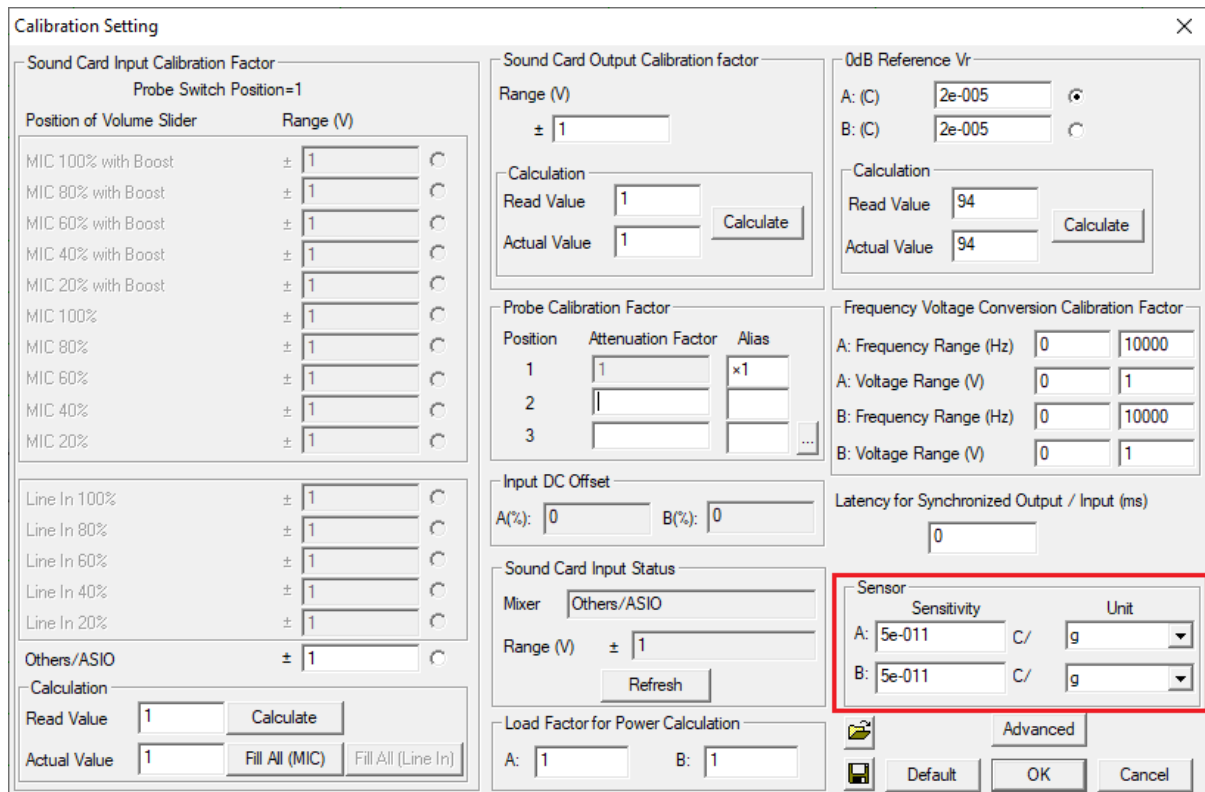 Calibration Setting
Sound Card Input Calibration Factor
Probe Switch Position=1
Position of Volume Slider Range (V)
MIC 100% with Boost ± 1
MIC 80% with Boost ± 1
MIC 60% with Boost ± 1
MIC 40% with Boost ± 1
MIC 20% with Boost ± 1
MIC 100% ± 1
MIC 80% ± 1
MIC 60% ± 1
MIC 40% ± 1
MIC 20% ± 1
Line In 100% ± 1
Line In 80% ± 1
Line In 60% ± 1
Line In 40% ± 1
Line In 20% ± 1
Others/ASIO ± 1
Calculation
Read Value 1 Calculate
Actual Value 1 Fill All (MIC) Fill All (Line In)
Sound Card Output Calibration factor
Range (V)
± 1
Calculation
Read Value 1
Actual Value 1
Calculate
Probe Calibration Factor
Position Attenuation Factor Alias
1 1 ×1
2
3 ...
Input DC Offset
A(%): 0 B(%): 0
Sound Card Input Status
Mixer Others/ASIO
Range (V) ± 1
Refresh
Load Factor for Power Calculation
A: 1 B: 1
0dB Reference Vr
A: (C) 2e-005
B: (C) 2e-005
Calculation
Read Value 94
Actual Value 94
Calculate
Frequency Voltage Conversion Calibration Factor
A: Frequency Range (Hz) 0 10000
A: Voltage Range (V) 0 1
B: Frequency Range (Hz) 0 10000
B: Voltage Range (V) 0 1
Latency for Synchronized Output / Input (ms)
0
Sensor
Sensitivity Unit
A: 5e-011 C/ g
B: 5e-011 C/ g
Advanced
Default OK Cancel